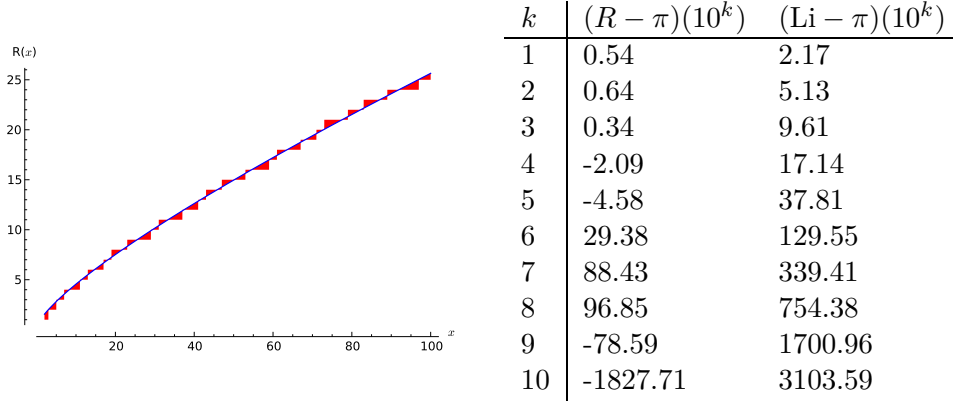 R(x)
25
20
15
10
5
20 40 60 80 100
x
k (R − π)(10^k) (Li − π)(10^k)
1 0.54 2.17
2 0.64 5.13
3 0.34 9.61
4 -2.09 17.14
5 -4.58 37.81
6 29.38 129.55
7 88.43 339.41
8 96.85 754.38
9 -78.59 1700.96
10 -1827.71 3103.59